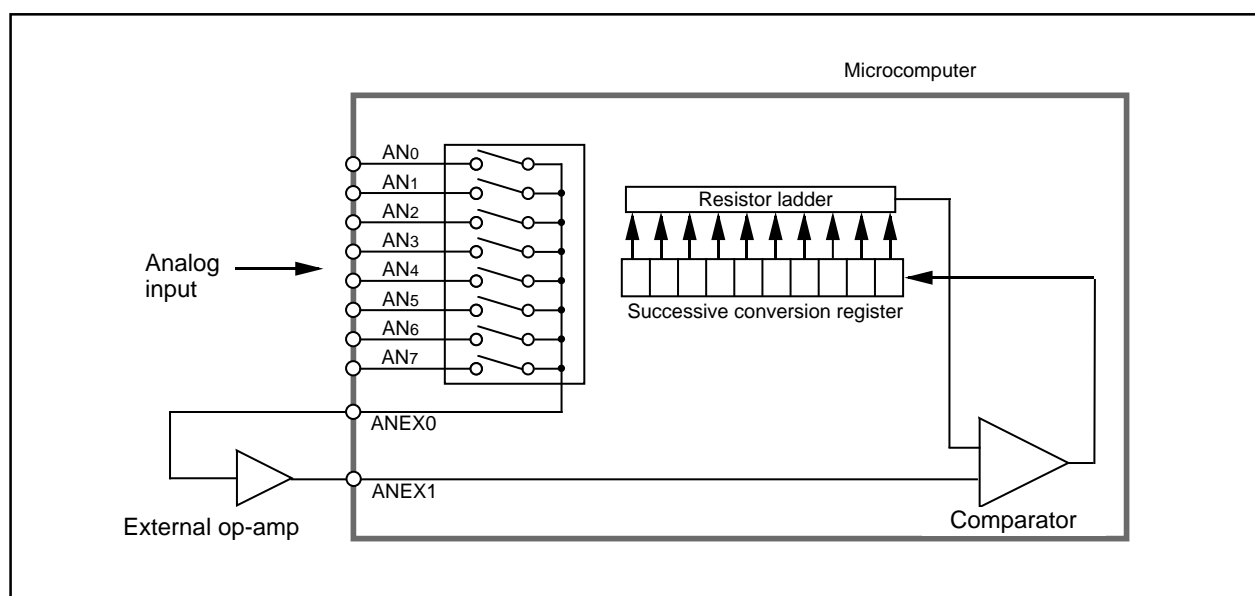 Microcomputer
AN0
AN1
AN2
AN3
AN4
AN5
AN6
AN7
Analog
input
Resistor ladder
Successive conversion register
ANEX0
ANEX1
External op-amp
Comparator